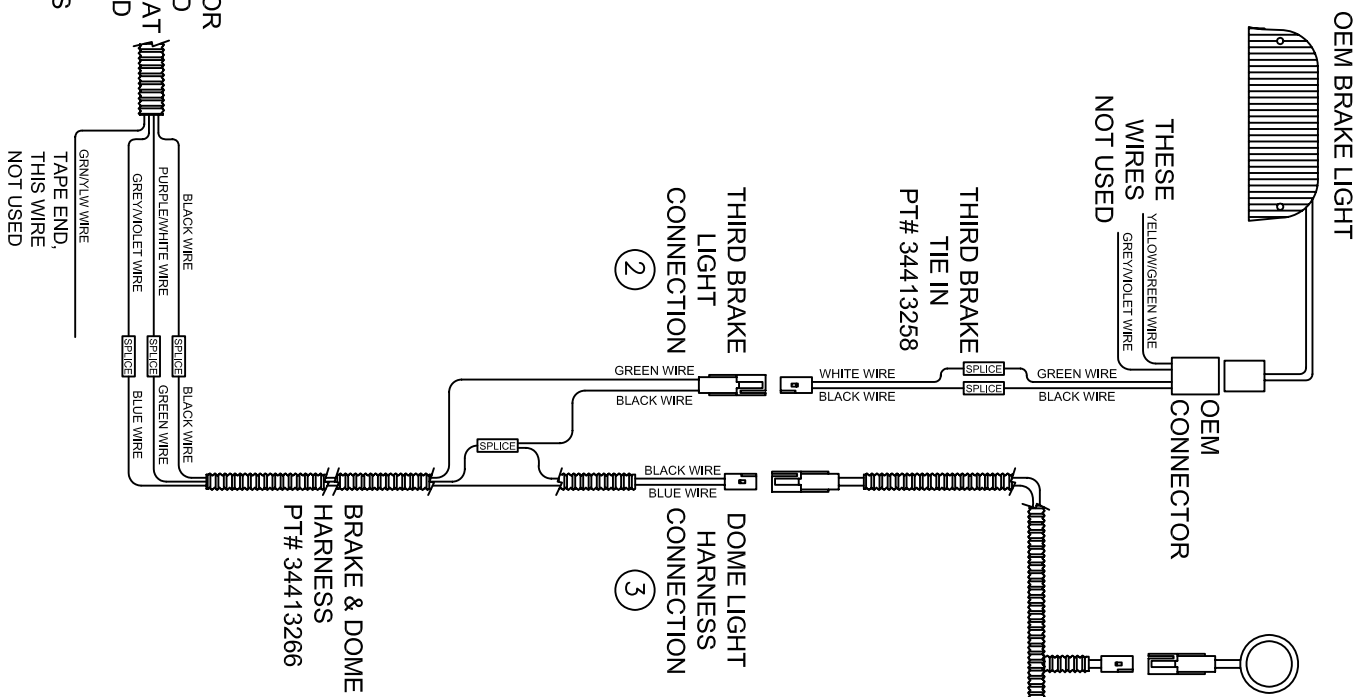 OEM BRAKE LIGHT
THESE
WIRES
NOT USED
YELLOW/GREEN WIRE
GREY/VIOLET WIRE
OEM
CONNECTOR
THIRD BRAKE
TIE IN
PT# 34413258
GREEN WIRE
BLACK WIRE
SPLICE
SPLICE
WHITE WIRE
BLACK WIRE
THIRD BRAKE
LIGHT
CONNECTION
2
GREEN WIRE
BLACK WIRE
SPLICE
BLACK WIRE
BLUE WIRE
DOME LIGHT
HARNESS
CONNECTION
3
BRAKE & DOME
HARNESS
PT# 34413266
BLACK WIRE
GREEN WIRE
BLUE WIRE
SPLICE
SPLICE
SPLICE
BLACK WIRE
PURPLE/WHITE WIRE
GREY/VIOLET WIRE
GRN/YLW WIRE
TAPE END,
THIS WIRE
NOT USED
OR
D
AT
D
S